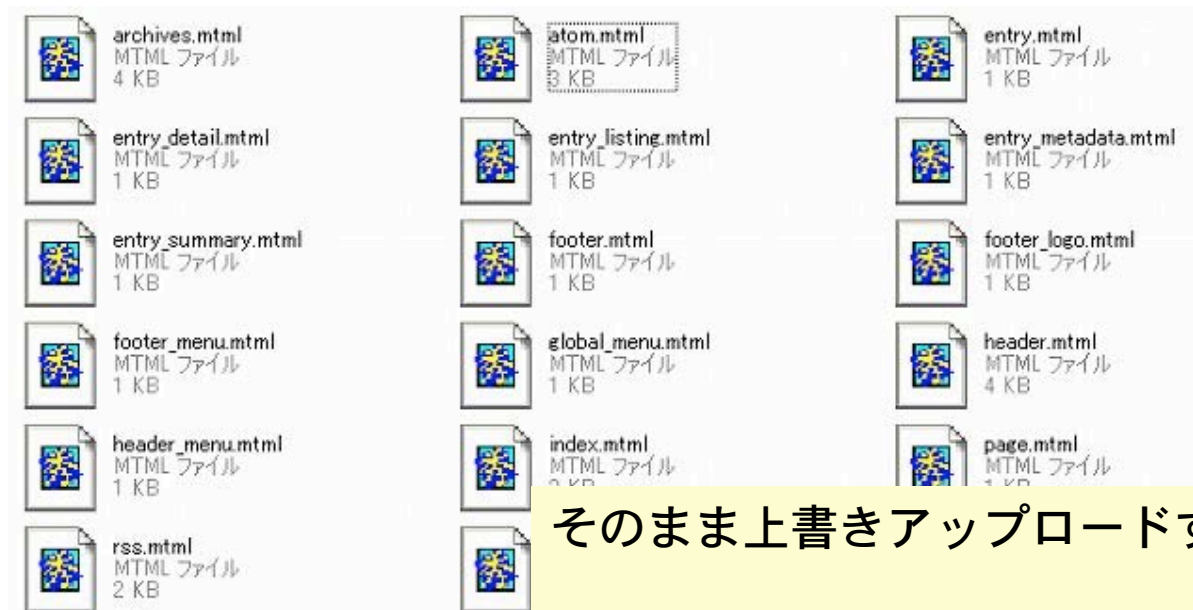 archives.mtml
MTML ファイル
4 KB
atom.mtml
MTML ファイル
3 KB
entry.mtml
MTML ファイル
1 KB
entry_detail.mtml
MTML ファイル
1 KB
entry_listing.mtml
MTML ファイル
1 KB
entry_metadata.mtml
MTML ファイル
1 KB
entry_summary.mtml
MTML ファイル
1 KB
footer.mtml
MTML ファイル
1 KB
footer_logo.mtml
MTML ファイル
1 KB
footer_menu.mtml
MTML ファイル
1 KB
global_menu.mtml
MTML ファイル
1 KB
header.mtml
MTML ファイル
4 KB
header_menu.mtml
MTML ファイル
1 KB
index.mtml
MTML ファイル
page.mtml
MTML ファイル
rss.mtml
MTML ファイル
2 KB
そのまま上書きアップロードす